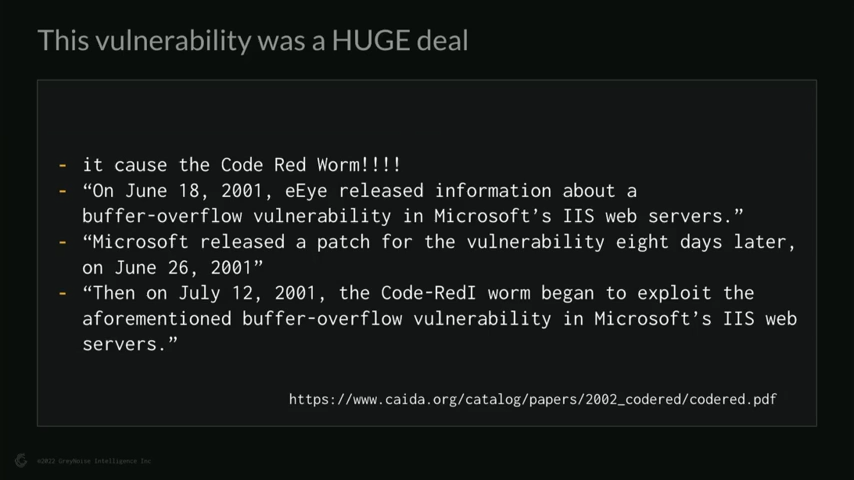 This vulnerability was a HUGE deal
- it cause the Code Red Worm!!!!
- “On June 18, 2001, eEye released information about a
buffer-overflow vulnerability in Microsoft’s IIS web servers.”
- “Microsoft released a patch for the vulnerability eight days later,
on June 26, 2001”
- “Then on July 12, 2001, the Code-RedI worm began to exploit the
aforementioned buffer-overflow vulnerability in Microsoft’s IIS web
servers.”
https://www.caida.org/catalog/papers/2002_codered/codered.pdf
©2023 GreyNoise Intelligence Inc